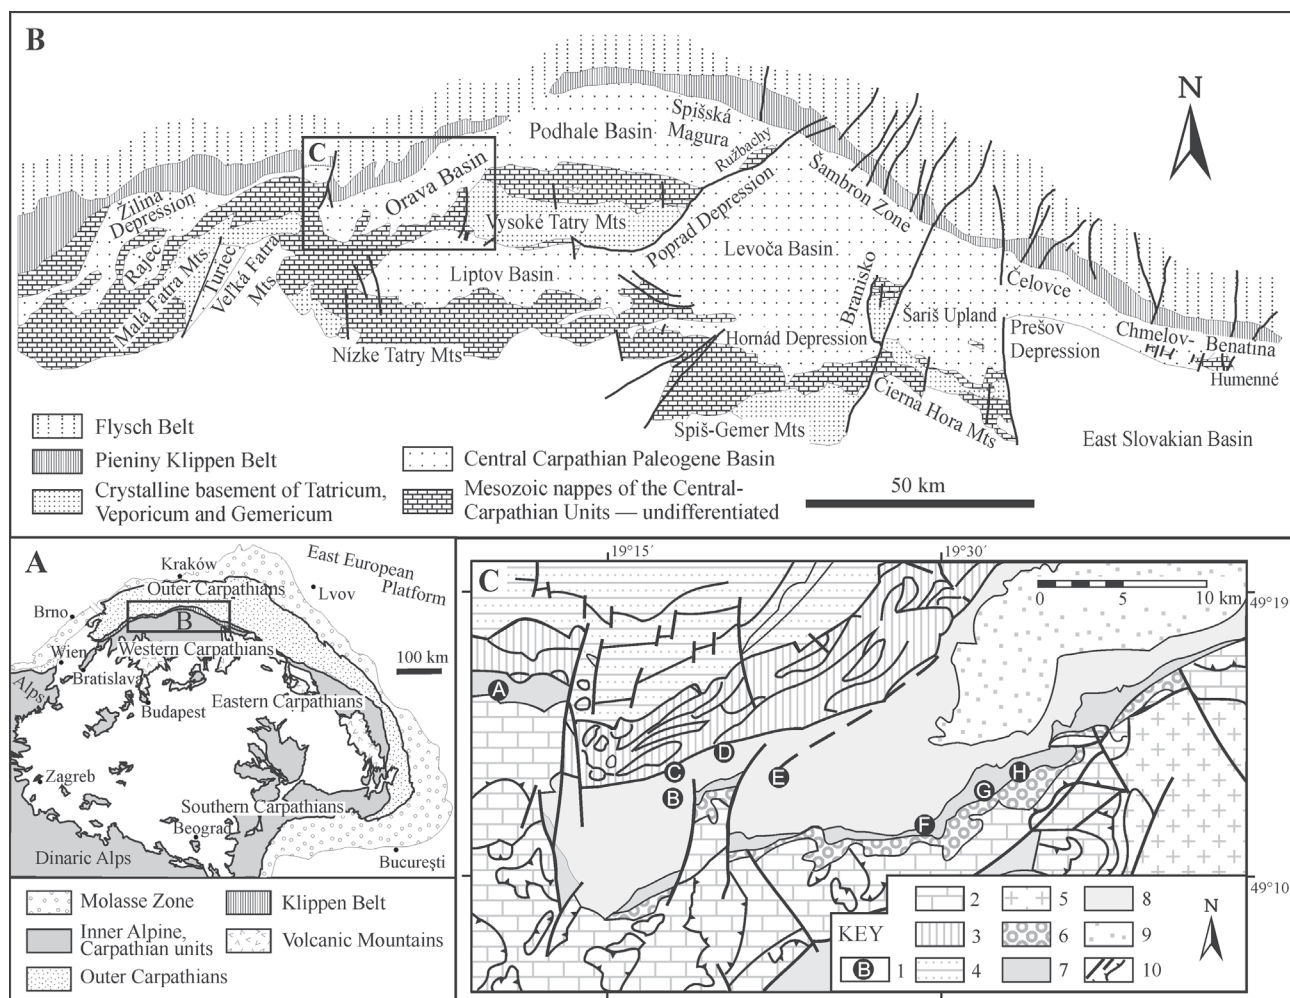 B
N
Spišská
Magura
Podhale Basin
Ružbachy
C
Orava Basin
Šambron Zone
Žilina
Depression
Vysoké Tatry Mts
Poprad Depression
Levoča Basin
Rajec
Malá Fatra Mts
Turiec
Veľká Fatra
Mts
Liptov Basin
Branisko
Čelovce
Šariš Upland
Nízke Tatry Mts
Hornád Depression
Prešov
Depression
Chmelov-
Benatina
Humenné
Čierna Hora Mts
Spiš-Gemer Mts
East Slovakian Basin
Flysch Belt
Pieniny Klippen Belt
Crystalline basement of Tatricum,
Veporicum and Gemericum
Central Carpathian Paleogene Basin
Mesozoic nappes of the Central-
Carpathian Units — undifferentiated
50 km
A
Kraków
East European
Platform
Outer Carpathians
Lvov
Brno
B
Wien
Western Carpathians
100 km
Bratislava
Alps
Budapest
Eastern Carpathians
Zagreb
Southern Carpathians
Beograd
Dinaric Alps
Bucureşti
Molasse Zone
Klippen Belt
Inner Alpine,
Carpathian units
Volcanic Mountains
Outer Carpathians
19°15´
19°30´
C
0 5 10 km
49°19
A
D
C
E
B
H
G
F
49°10
KEY
B 1
2
3
4
5
6
7
8
9
10
N